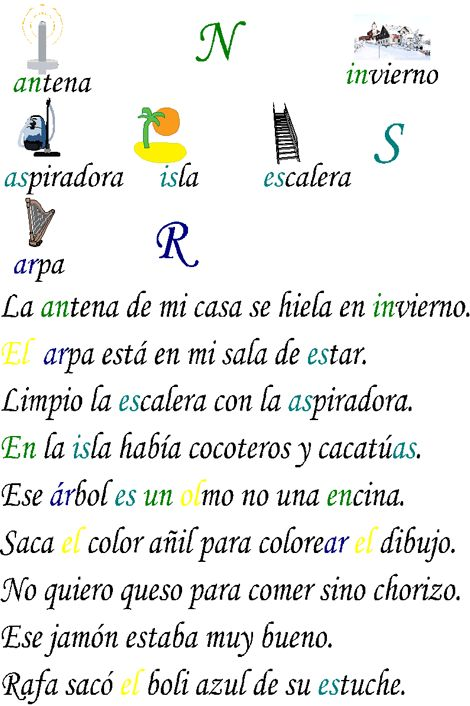 N
antena
invierno
S
aspiradora isla escalera
R
arpa
La antena de mi casa se hiela en invierno.
El arpa está en mi sala de estar.
Limpio la escalera con la aspiradora.
En la isla había cocoteros y cacatúas.
Ese árbol es un olmo no una encina.
Saca el color añil para colorear el dibujo.
No quiero queso para comer sino chorizo.
Ese jamón estaba muy bueno.
Rafa sacó el boli azul de su estuche.